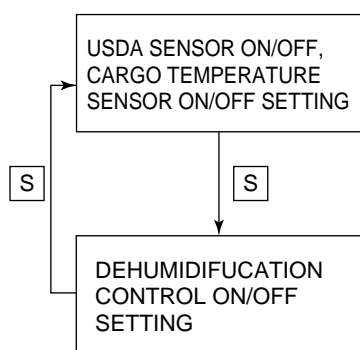 USDA SENSOR ON/OFF,
CARGO TEMPERATURE
SENSOR ON/OFF SETTING
S
S
DEHUMIDIFUCATION
CONTROL ON/OFF
SETTING